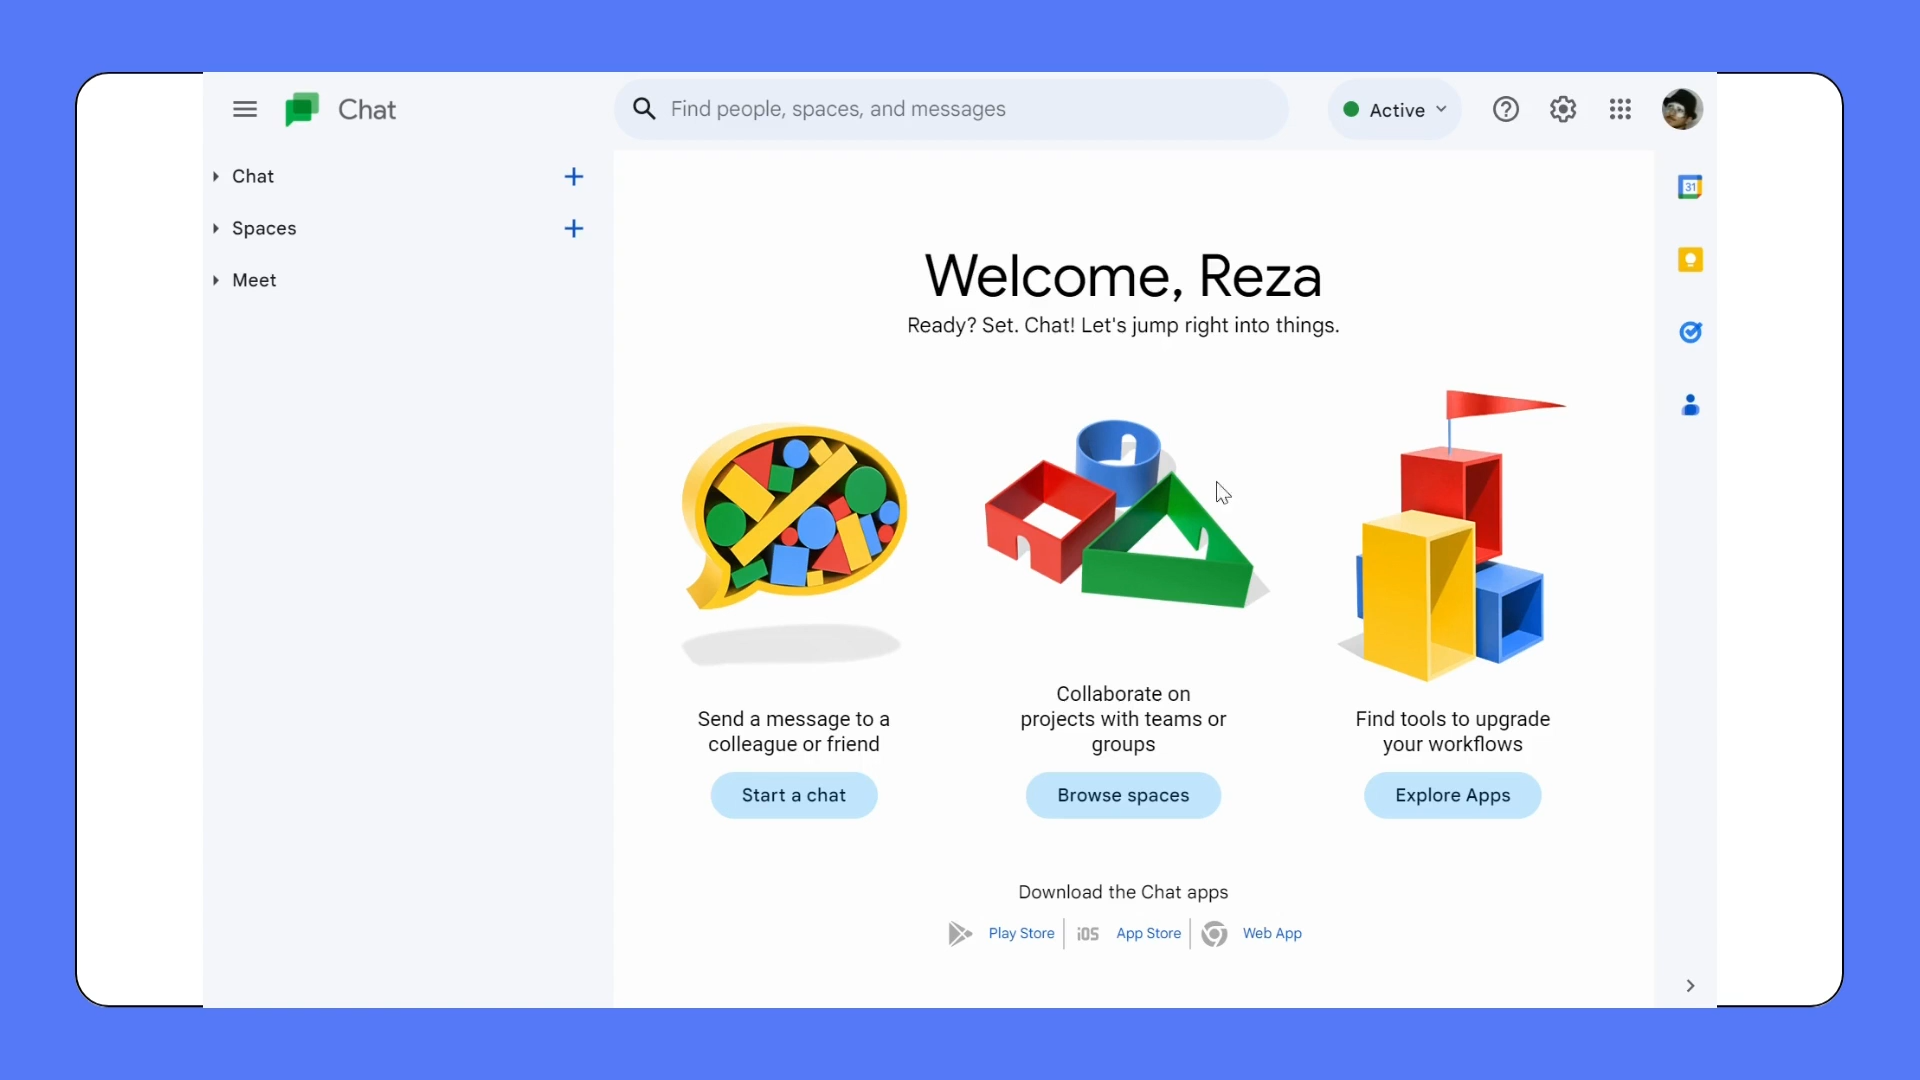 Chat
Find people, spaces, and messages
Active
Chat
Spaces
Meet
31
Welcome, Reza
Ready? Set. Chat! Let's jump right into things.
Send a message to a
colleague or friend
Start a chat
Collaborate on
projects with teams or
groups
Browse spaces
Find tools to upgrade
your workflows
Explore Apps
Download the Chat apps
Play Store
iOS
App Store
Web App